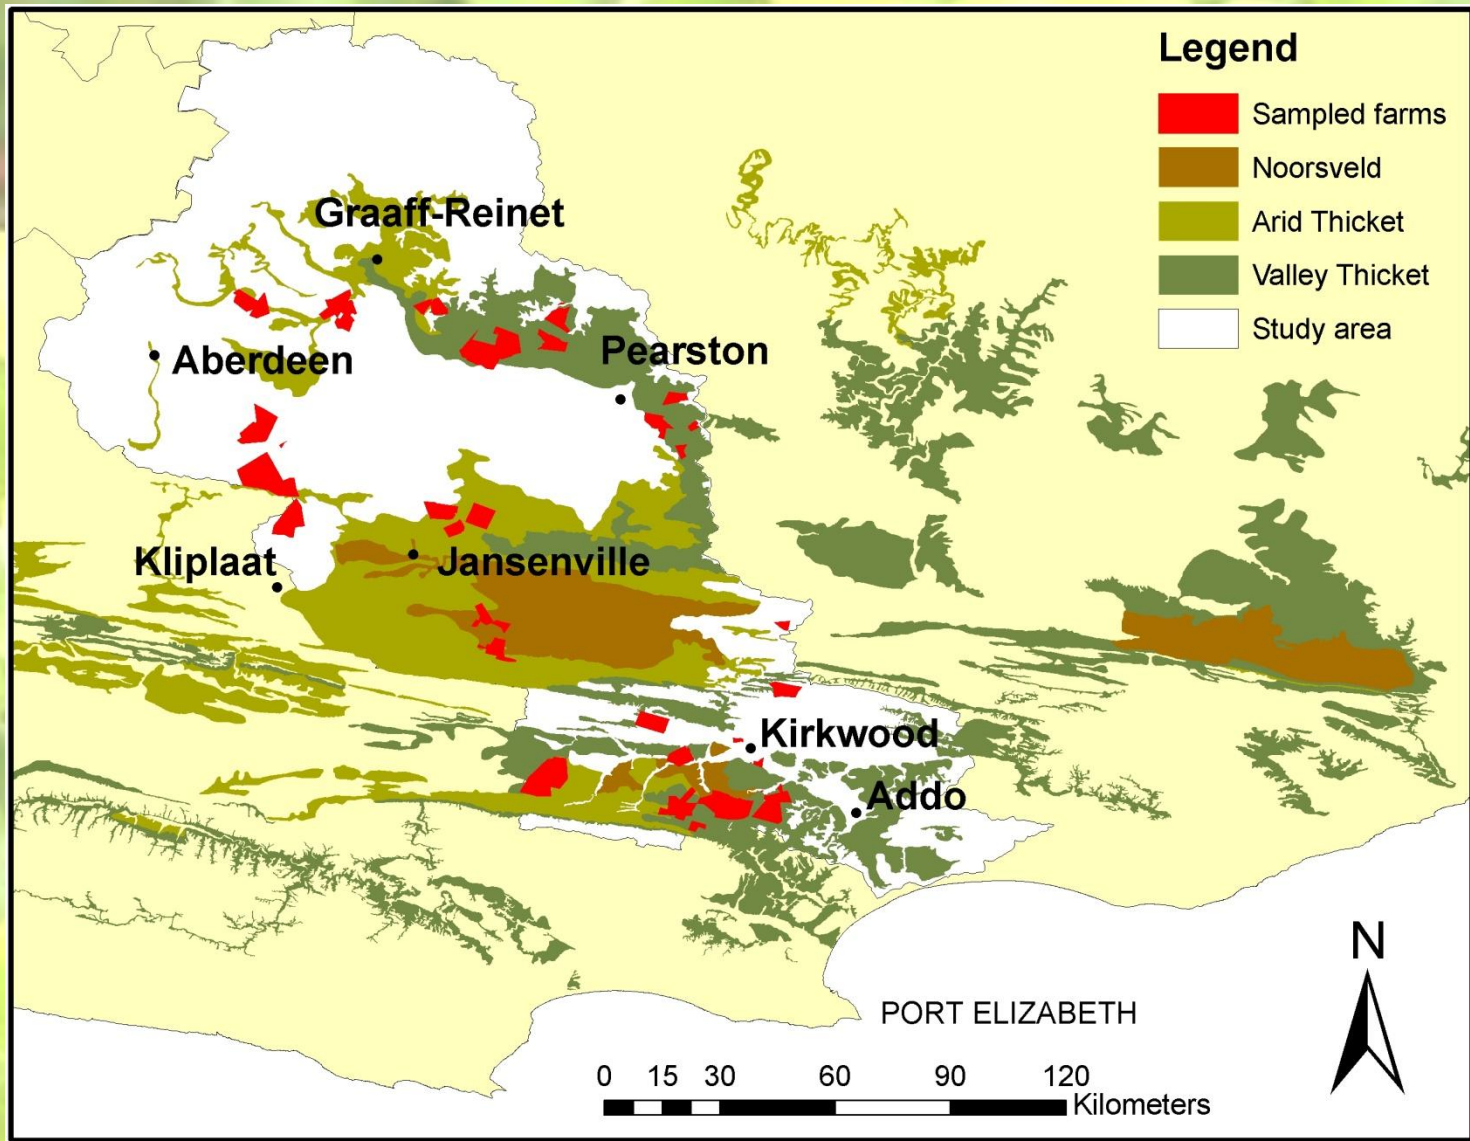 Legend
Sampled farms
Noorsveld
Arid Thicket
Valley Thicket
Study area
Graaff-Reinet
Aberdeen
Pearston
Kliplaat
Jansenville
Kirkwood
Addo
PORT ELIZABETH
N
0 15 30 60 90 120
Kilometers